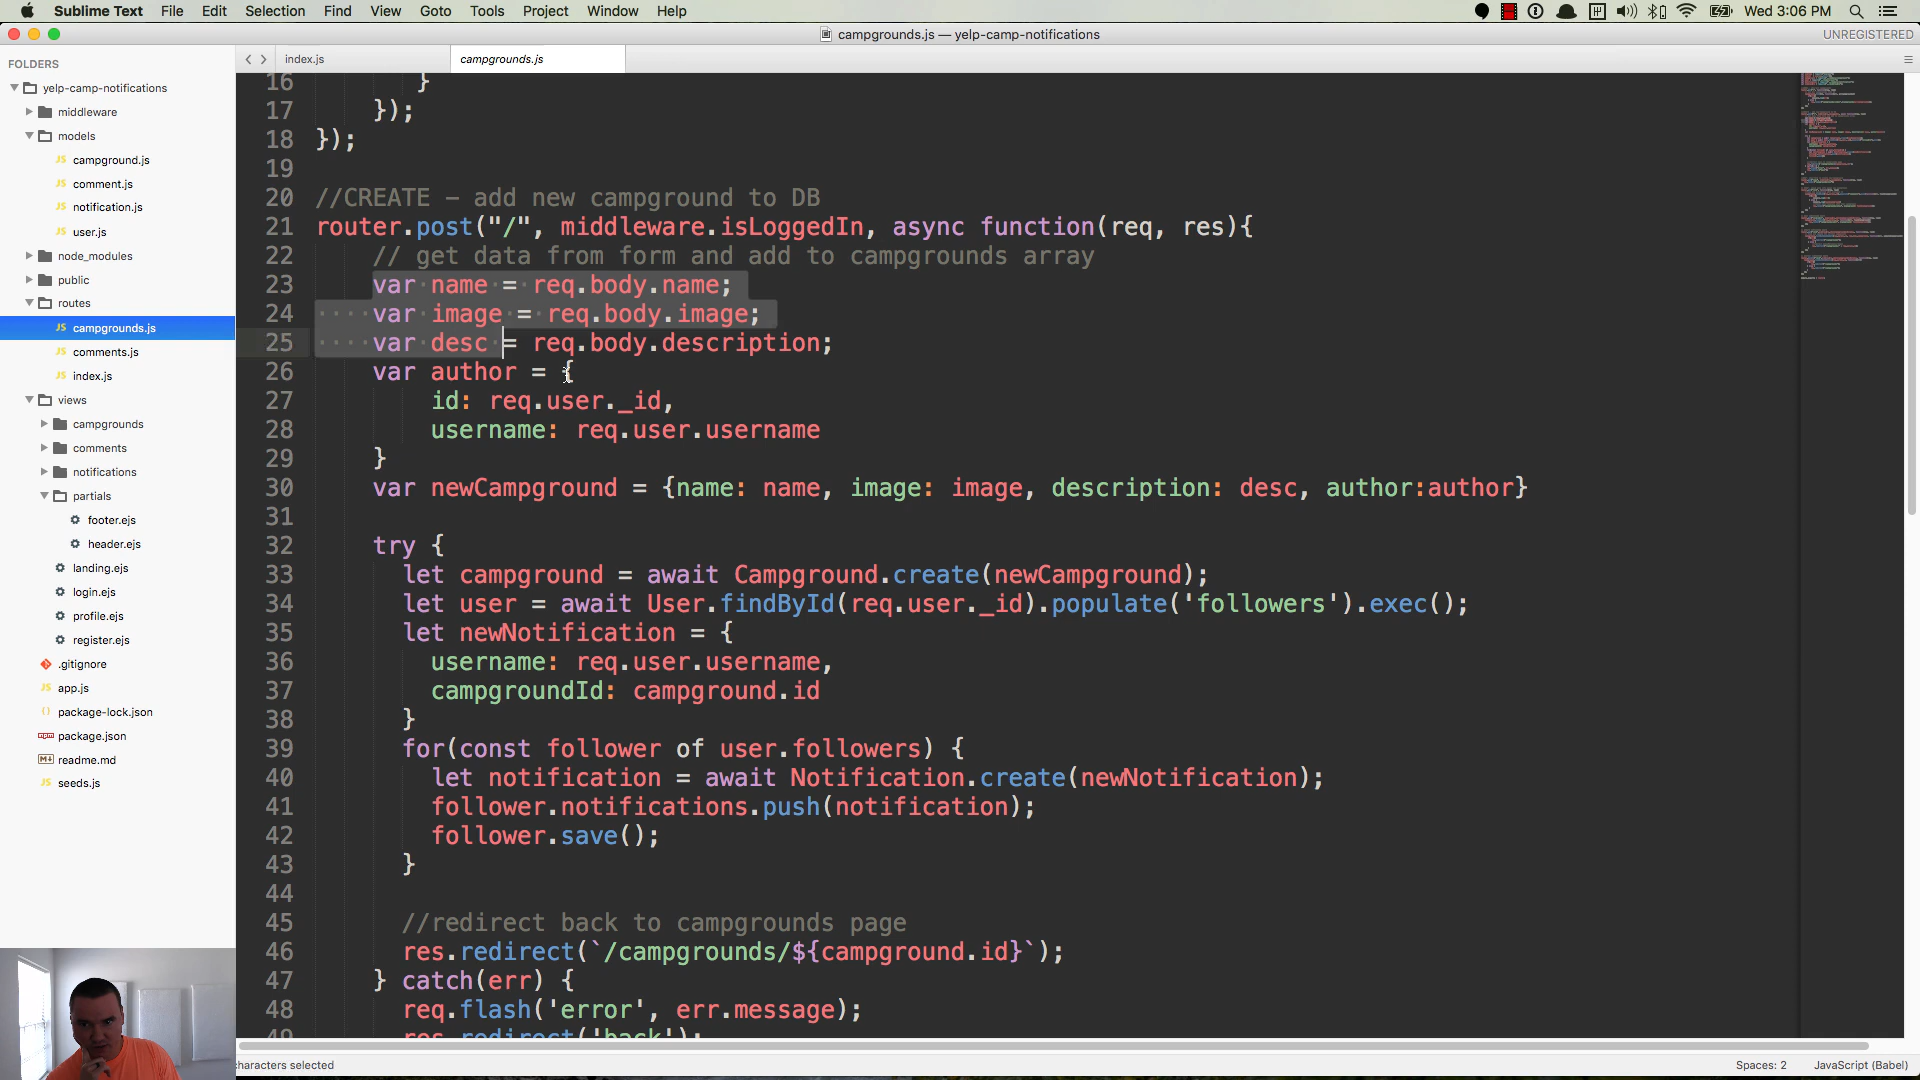 Sublime Text File Edit Selection Find View Goto Tools Project Window Help Wed 3:06 PM
campgrounds.js — yelp-camp-notifications UNREGISTERED
FOLDERS
yelp-camp-notifications
middleware
models
campground.js
comment.js
notification.js
user.js
node_modules
public
routes
campgrounds.js
comments.js
index.js
views
campgrounds
comments
notifications
partials
footer.ejs
header.ejs
landing.ejs
login.ejs
profile.ejs
register.ejs
.gitignore
app.js
package-lock.json
package.json
readme.md
seeds.js
index.js campgrounds.js
16 }
17 });
18 });
19
20 //CREATE - add new campground to DB
21 router.post("/", middleware.isLoggedIn, async function(req, res){
22 // get data from form and add to campgrounds array
23 var name = req.body.name;
24 var image = req.body.image;
25 var desc = req.body.description;
26 var author = {
27 id: req.user._id,
28 username: req.user.username
29 }
30 var newCampground = {name: name, image: image, description: desc, author:author}
31
32 try {
33 let campground = await Campground.create(newCampground);
34 let user = await User.findById(req.user._id).populate('followers').exec();
35 let newNotification = {
36 username: req.user.username,
37 campgroundId: campground.id
38 }
39 for(const follower of user.followers) {
40 let notification = await Notification.create(newNotification);
41 follower.notifications.push(notification);
42 follower.save();
43 }
44
45 //redirect back to campgrounds page
46 res.redirect(`/campgrounds/${campground.id}`);
47 } catch(err) {
48 req.flash('error', err.message);
49 res.redirect('back');
haracters selected Spaces: 2 JavaScript (Babel)